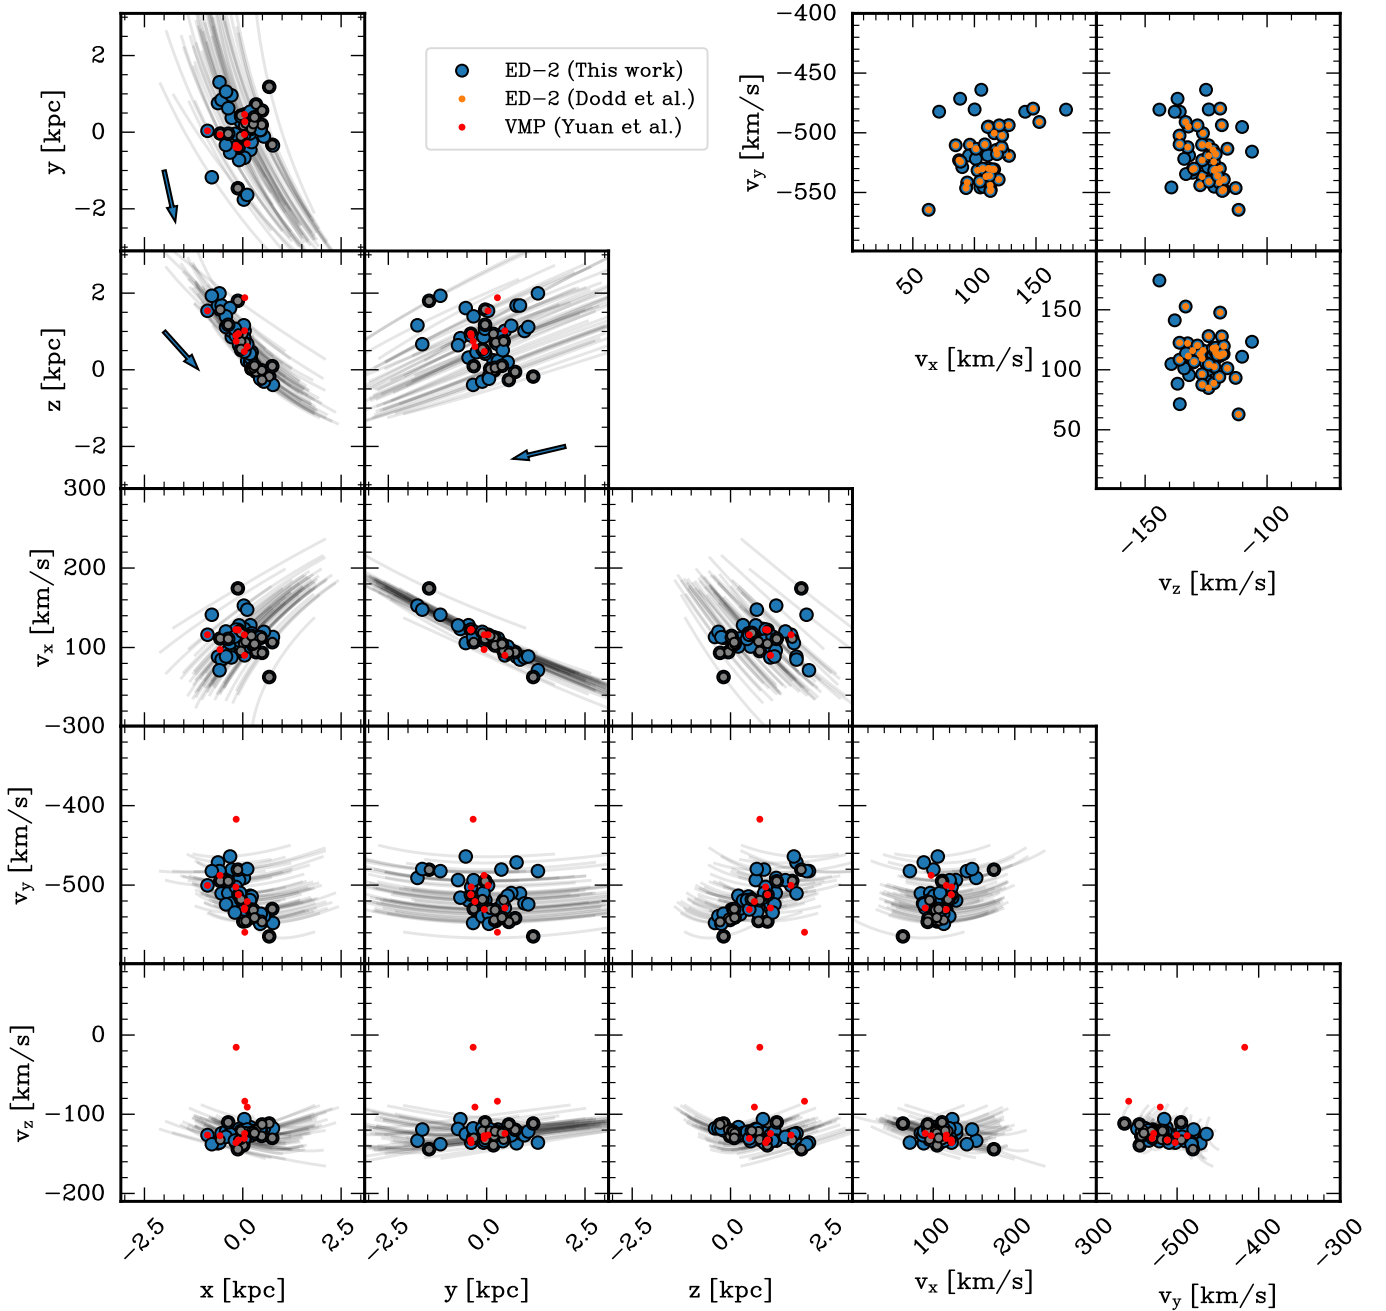 ED−2 (This work)
ED−2 (Dodd et al.)
VMP (Yuan et al.)
y [kpc]
2
0
−2
v_y [km/s]
−400
−450
−500
−550
50
100
150
z [kpc]
2
0
−2
v_x [km/s]
150
100
50
−150
−100
v_z [km/s]
v_x [km/s]
300
200
100
−300
v_y [km/s]
−400
−500
v_z [km/s]
0
−100
−200
−2.5
0.0
2.5
−2.5
0.0
2.5
−2.5
0.0
2.5
100
200
300
−500
−400
−300
x [kpc]
y [kpc]
z [kpc]
v_x [km/s]
v_y [km/s]